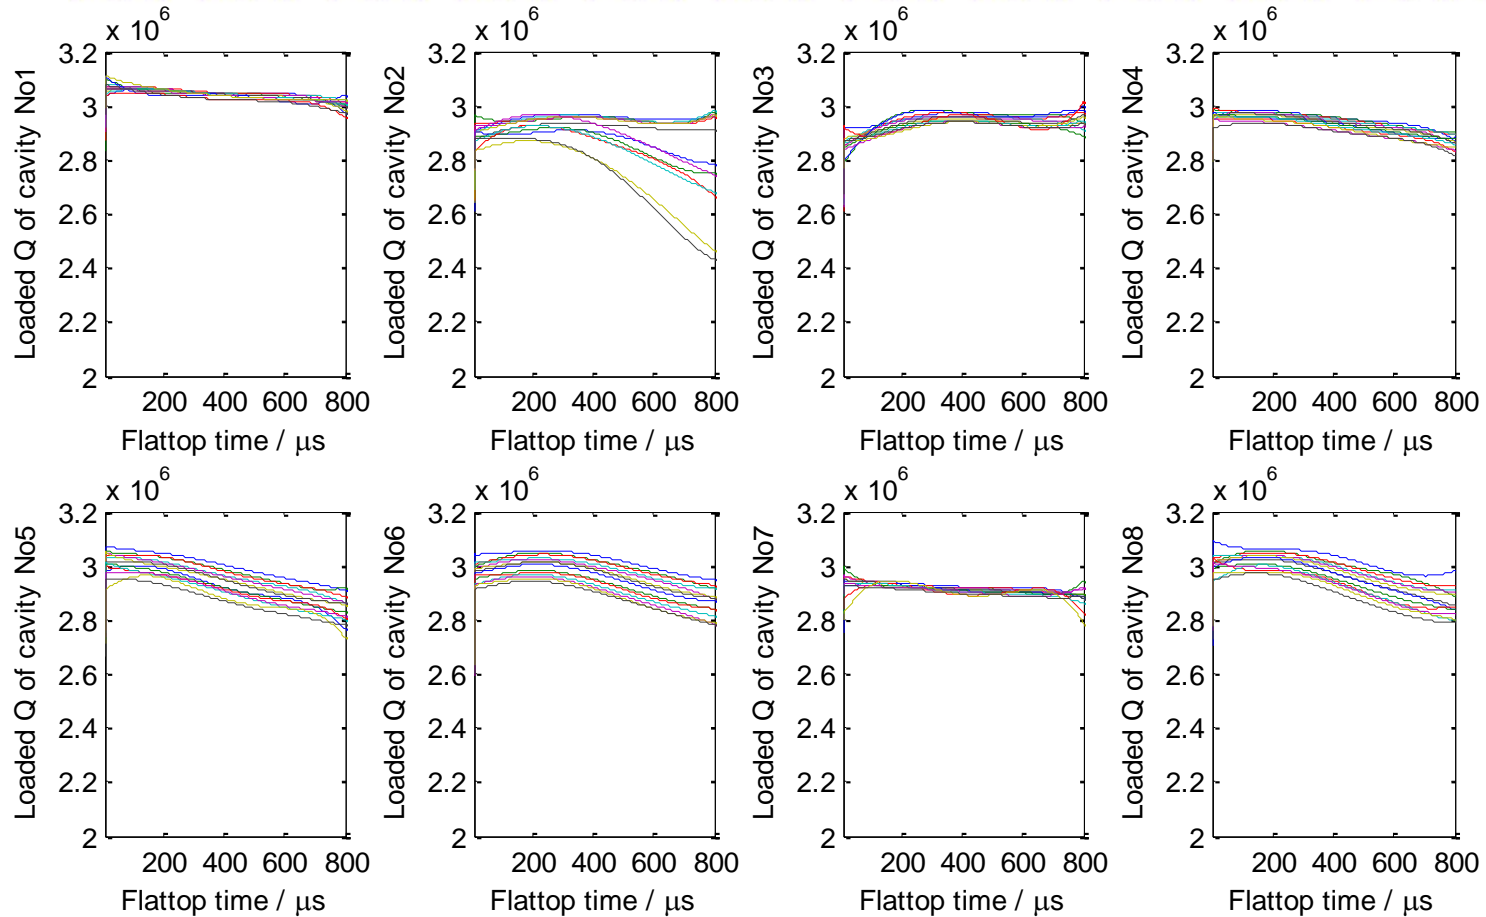 x 10^6 x 10^6 x 10^6 x 10^6
Loaded Q of cavity No1
3.2
3
2.8
2.6
2.4
2.2
2
200 400 600 800
Flattop time / μs
Loaded Q of cavity No2
3.2
3
2.8
2.6
2.4
2.2
2
200 400 600 800
Flattop time / μs
Loaded Q of cavity No3
3.2
3
2.8
2.6
2.4
2.2
2
200 400 600 800
Flattop time / μs
Loaded Q of cavity No4
3.2
3
2.8
2.6
2.4
2.2
2
200 400 600 800
Flattop time / μs
x 10^6 x 10^6 x 10^6 x 10^6
Loaded Q of cavity No5
3.2
3
2.8
2.6
2.4
2.2
2
200 400 600 800
Flattop time / μs
Loaded Q of cavity No6
3.2
3
2.8
2.6
2.4
2.2
2
200 400 600 800
Flattop time / μs
Loaded Q of cavity No7
3.2
3
2.8
2.6
2.4
2.2
2
200 400 600 800
Flattop time / μs
Loaded Q of cavity No8
3.2
3
2.8
2.6
2.4
2.2
2
200 400 600 800
Flattop time / μs